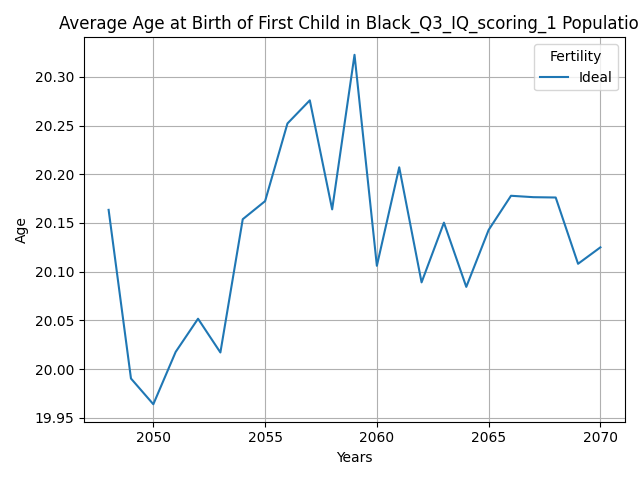 Average Age at Birth of First Child in Black_Q3_IQ_scoring_1 Populatio
Fertility
Ideal
20.30
20.25
20.20
20.15
20.10
20.05
20.00
19.95
Age
2050 2055 2060 2065 2070
Years